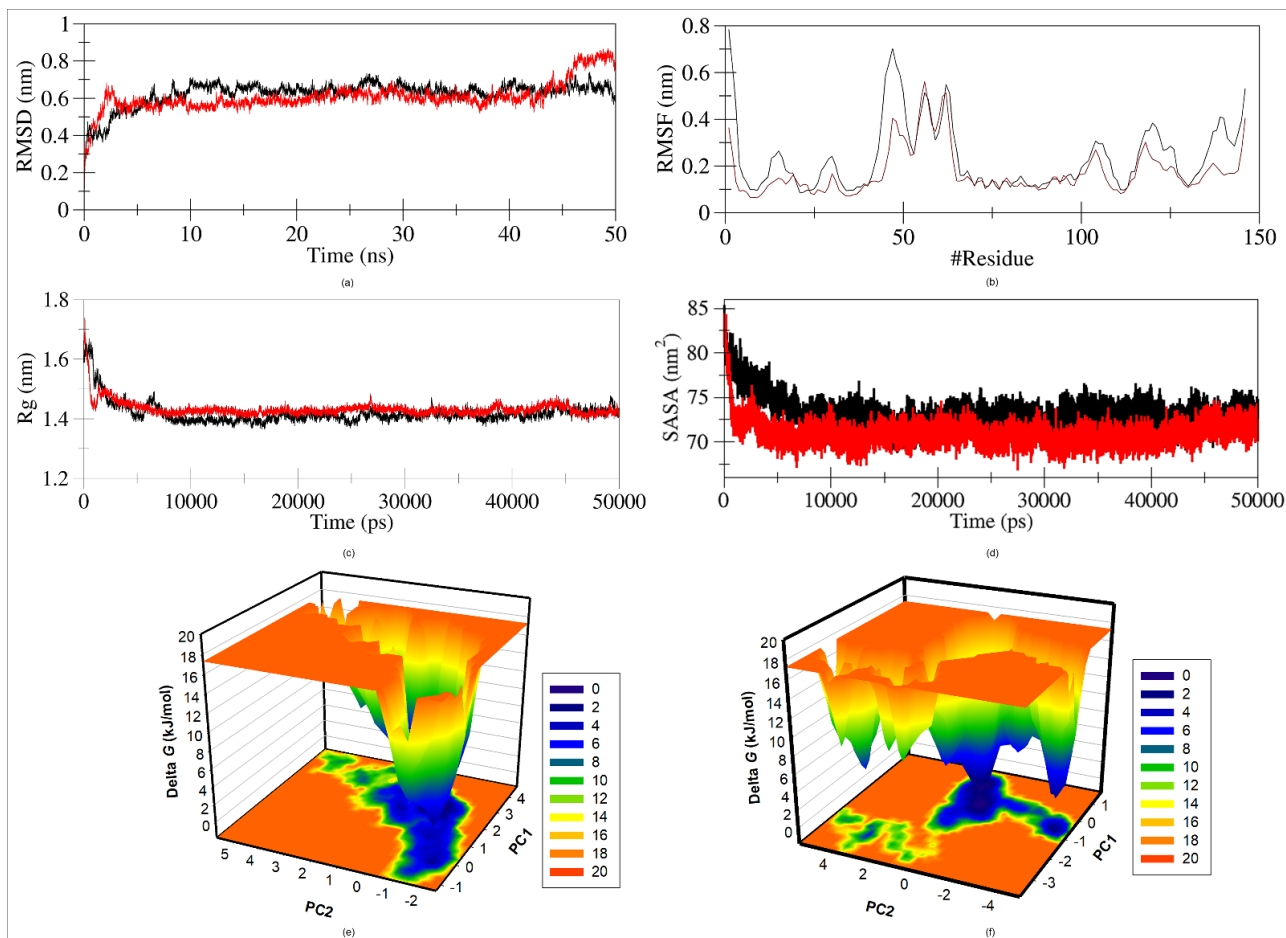 1
0.8
0.6
0.4
0.2
0
RMSD (nm)
0 10 20 30 40 50
Time (ns)
(a)
0.8
0.6
0.4
0.2
0
RMSF (nm)
0 50 100 150
#Residue
(b)
1.8
1.6
1.4
1.2
Rg (nm)
0 10000 20000 30000 40000 50000
Time (ps)
(c)
85
80
75
70
SASA (nm²)
0 10000 20000 30000 40000 50000
Time (ps)
(d)
20
18
16
14
12
10
8
6
4
2
0
Delta G (kJ/mol)
5 4 3 2 1 0 -1 -2
PC2
-1 0 1 2 3 4
PC1
0
2
4
6
8
10
12
14
16
18
20
(e)
20
18
16
14
12
10
8
6
4
2
0
Delta G (kJ/mol)
4 2 0 -2 -4
PC2
-3 -2 -1 0 1
PC1
0
2
4
6
8
10
12
14
16
18
20
(f)